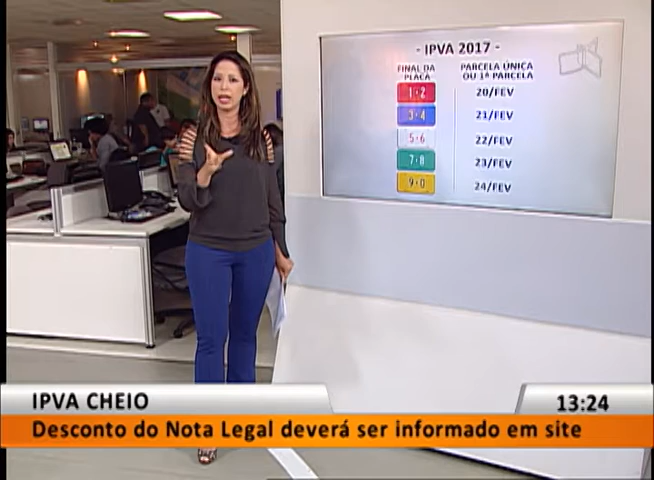 - IPVA 2017 -
FINAL DA PLACA PARCELA ÚNICA OU 1ª PARCELA
1-2 20/FEV
3-4 21/FEV
5-6 22/FEV
7-8 23/FEV
9-0 24/FEV
IPVA CHEIO 13:24
Desconto do Nota Legal deverá ser informado em site